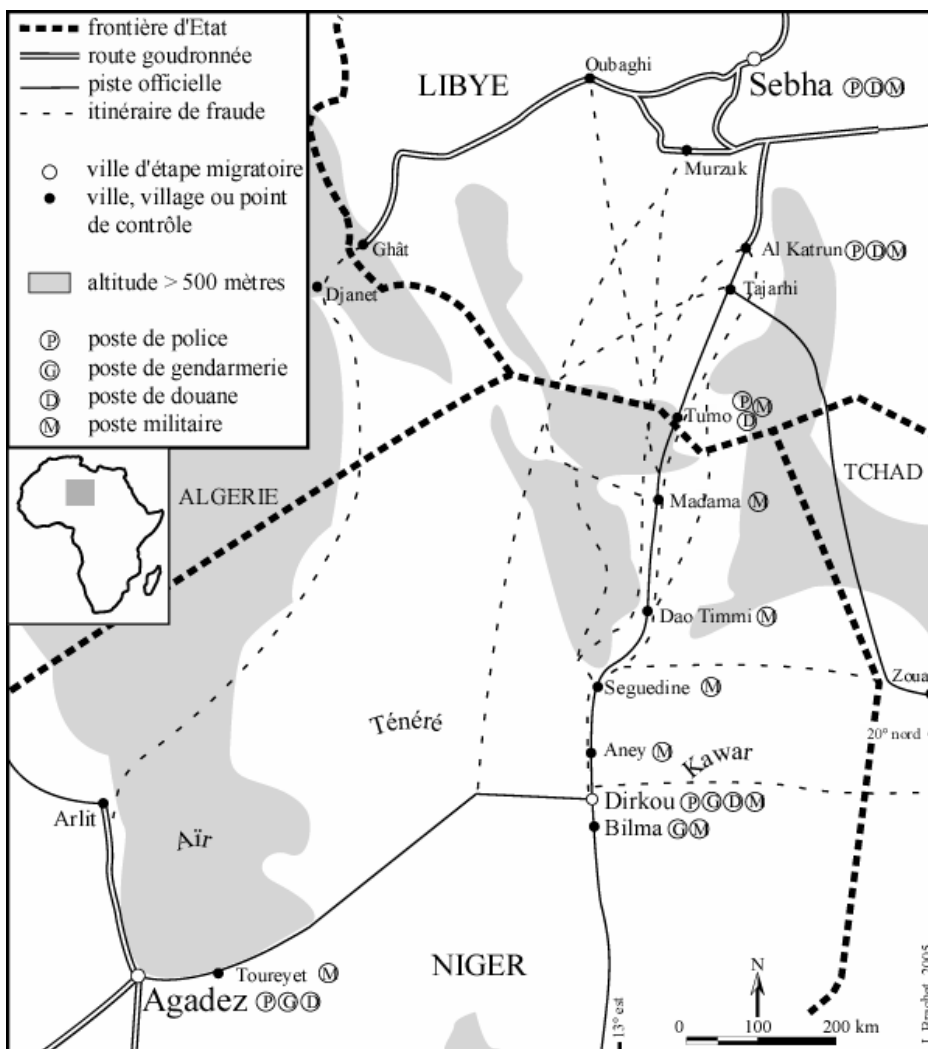 frontière d'Etat
route goudronnée
piste officielle
itinéraire de fraude
ville d'étape migratoire
ville, village ou point
de contrôle
altitude > 500 mètres
P poste de police
G poste de gendarmerie
D poste de douane
M poste militaire
LIBYE
Oubaghi
Sebha P D M
Murzuk
Ghât
Al Katrun P D M
Djanet
Tajarhi
Tumo P M D
ALGERIE
TCHAD
Madama M
Dao Timmi M
Seguedine M
Zoua
20° nord
Ténéré
Aney M
Kawar
Dirkou P G D M
Arlit
Bilma G M
Aïr
NIGER
Toureyet M
Agadez P G D
N
13° est
0 100 200 km
J. Brachet, 2005